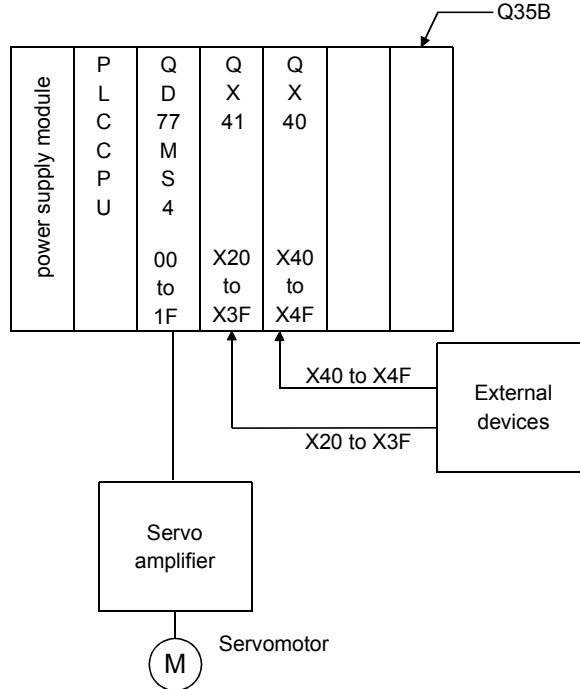 Q35B
power supply module
P
L
C
C
P
U
Q
D
77
M
S
4
00
to
1F
Q
X
41
X20
to
X3F
Q
X
40
X40
to
X4F
X40 to X4F
X20 to X3F
External
devices
Servo
amplifier
M
Servomotor